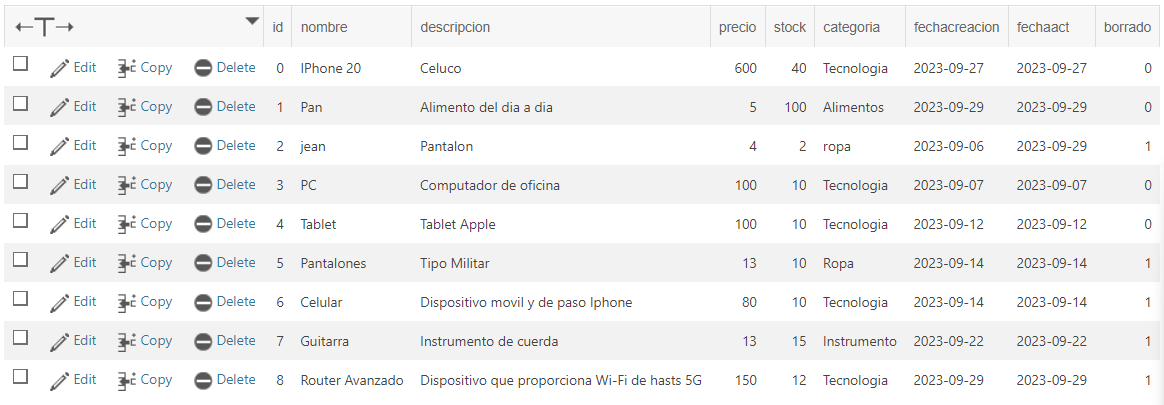 ←T→ id nombre descripcion precio stock categoria fechacreacion fechaact borrado
Edit Copy Delete 0 IPhone 20 Celuco 600 40 Tecnologia 2023-09-27 2023-09-27 0
Edit Copy Delete 1 Pan Alimento del dia a dia 5 100 Alimentos 2023-09-29 2023-09-29 0
Edit Copy Delete 2 jean Pantalon 4 2 ropa 2023-09-06 2023-09-29 1
Edit Copy Delete 3 PC Computador de oficina 100 10 Tecnologia 2023-09-07 2023-09-07 0
Edit Copy Delete 4 Tablet Tablet Apple 100 10 Tecnologia 2023-09-12 2023-09-12 0
Edit Copy Delete 5 Pantalones Tipo Militar 13 10 Ropa 2023-09-14 2023-09-14 1
Edit Copy Delete 6 Celular Dispositivo movil y de paso Iphone 80 10 Tecnologia 2023-09-14 2023-09-14 1
Edit Copy Delete 7 Guitarra Instrumento de cuerda 13 15 Instrumento 2023-09-22 2023-09-22 1
Edit Copy Delete 8 Router Avanzado Dispositivo que proporciona Wi-Fi de hasts 5G 150 12 Tecnologia 2023-09-29 2023-09-29 1